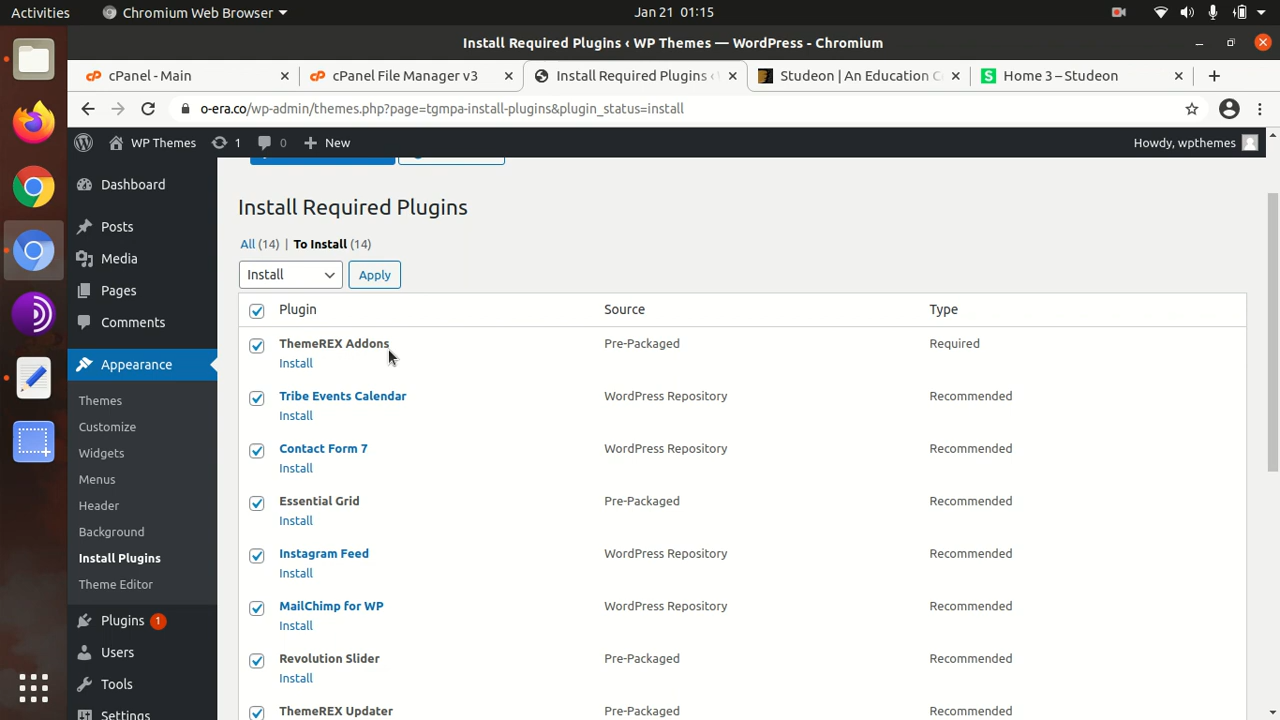 Activities
Chromium Web Browser
Jan 21 01:15
Install Required Plugins ‹ WP Themes — WordPress - Chromium
cPanel - Main
cPanel File Manager v3
Install Required Plugins ‹
Studeon | An Education C
Home 3 – Studeon
o-era.co/wp-admin/themes.php?page=tgmpa-install-plugins&plugin_status=install
WP Themes
1
0
New
Howdy, wpthemes
Dashboard
Posts
Media
Pages
Comments
Appearance
Themes
Customize
Widgets
Menus
Header
Background
Install Plugins
Theme Editor
Plugins 1
Users
Tools
Settings
Install Required Plugins
All (14) | To Install (14)
Install
Apply
Plugin Source Type
ThemeREX Addons Pre-Packaged Required
Install
Tribe Events Calendar WordPress Repository Recommended
Install
Contact Form 7 WordPress Repository Recommended
Install
Essential Grid Pre-Packaged Recommended
Install
Instagram Feed WordPress Repository Recommended
Install
MailChimp for WP WordPress Repository Recommended
Install
Revolution Slider Pre-Packaged Recommended
Install
ThemeREX Updater Pre-Packaged Recommended